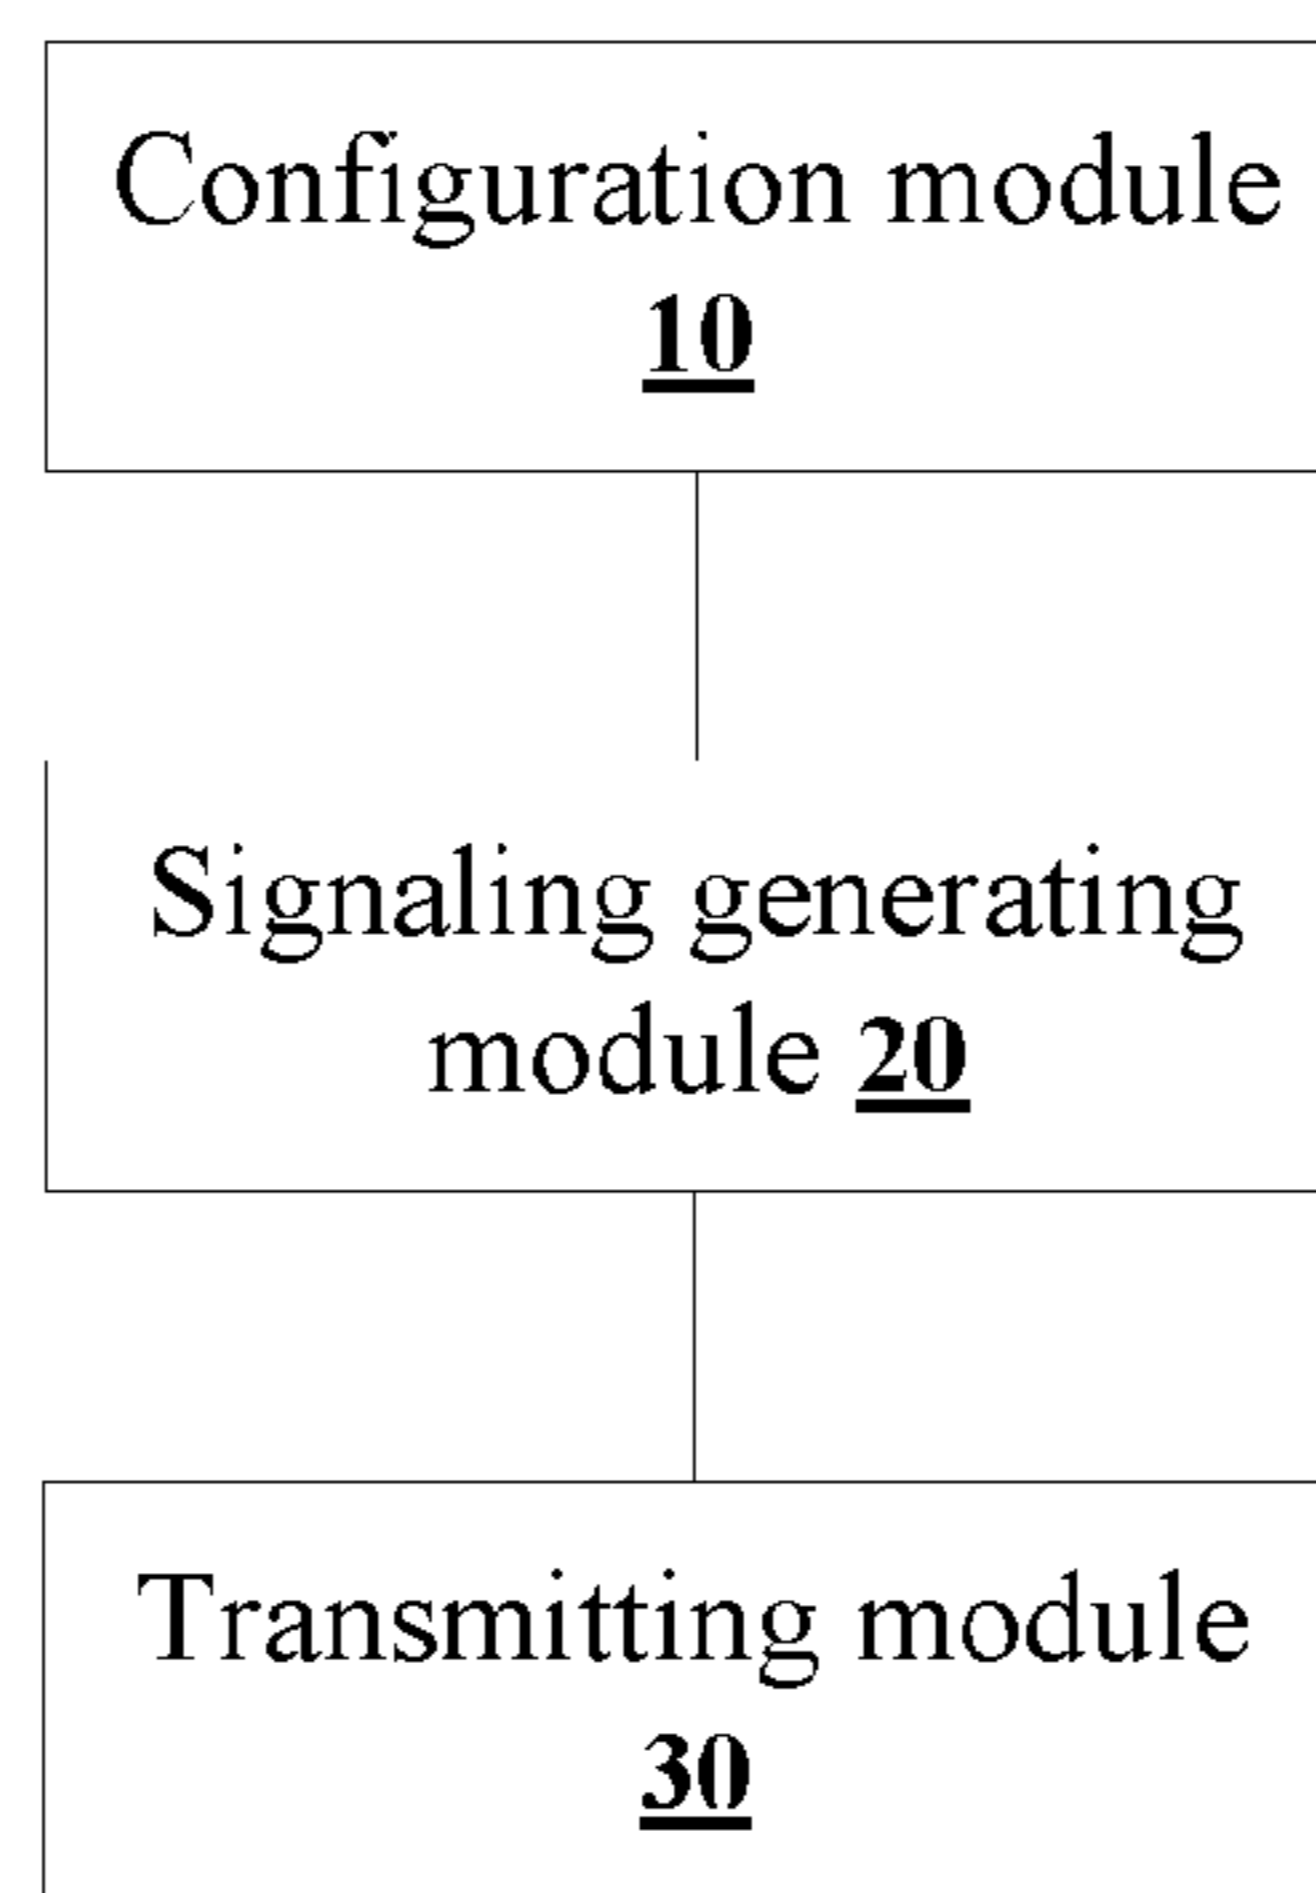 Configuration module
10
Signaling generating
module 20
Transmitting module
30